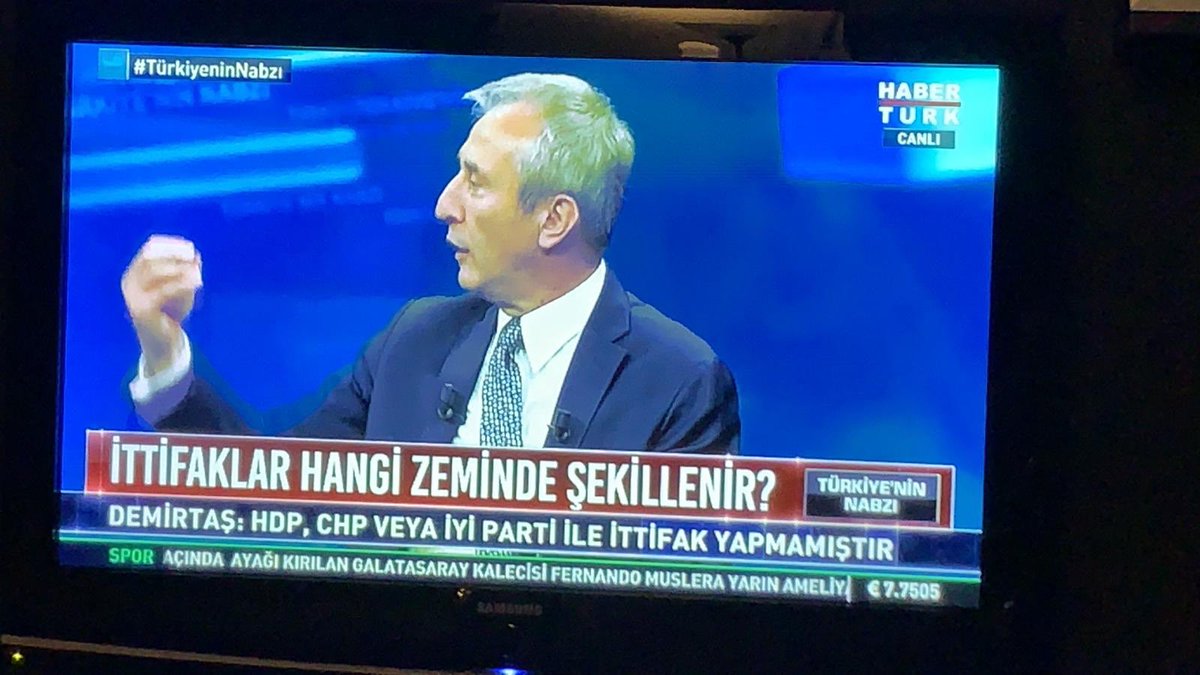 #TürkiyeninNabzı
HABER
TÜRK
CANLI
İTTİFAKLAR HANGİ ZEMİNDE ŞEKİLLENİR?
TÜRKİYE'NİN
NABZI
DEMİRTAŞ: HDP, CHP VEYA İYİ PARTİ İLE İTTİFAK YAPMAMIŞTIR
SPOR AÇINDA AYAĞI KIRILAN GALATASARAY KALECİSİ FERNANDO MUSLERA YARIN AMELİY € 7.7505
SAMSUNG